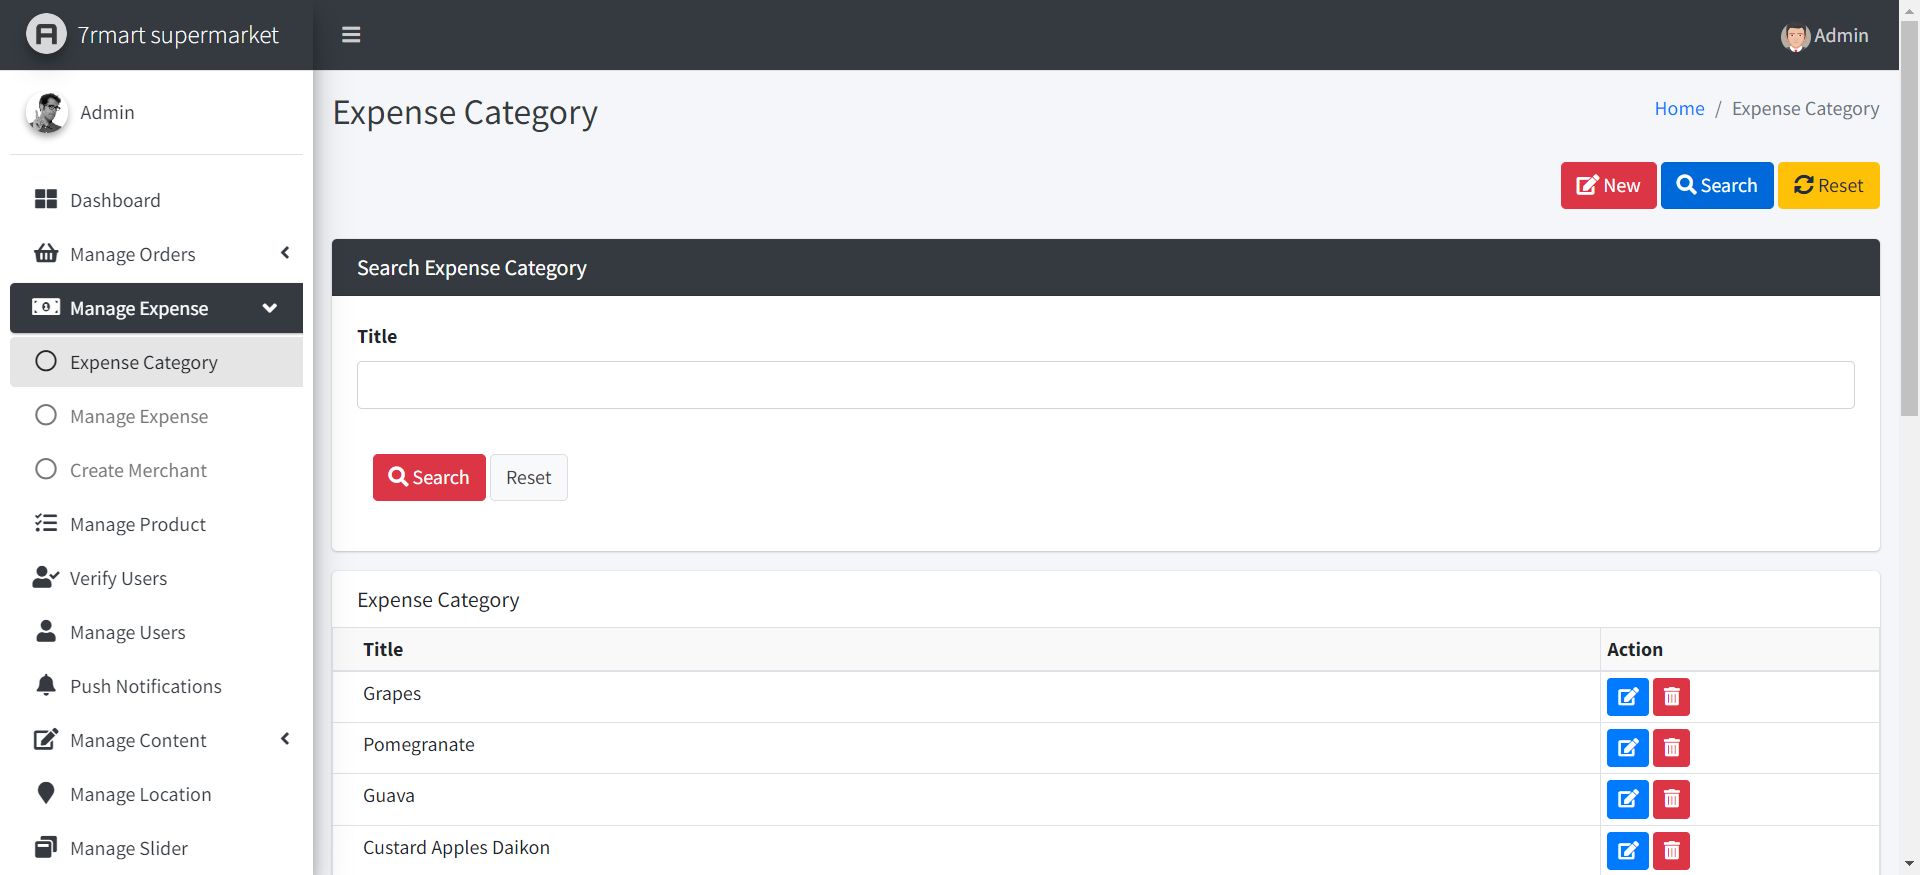 7rmart supermarket
Admin
Admin
Dashboard
Manage Orders
Manage Expense
Expense Category
Manage Expense
Create Merchant
Manage Product
Verify Users
Manage Users
Push Notifications
Manage Content
Manage Location
Manage Slider
Expense Category
Home / Expense Category
New Search Reset
Search Expense Category
Title
Search Reset
Expense Category
Title Action
Grapes
Pomegranate
Guava
Custard Apples Daikon